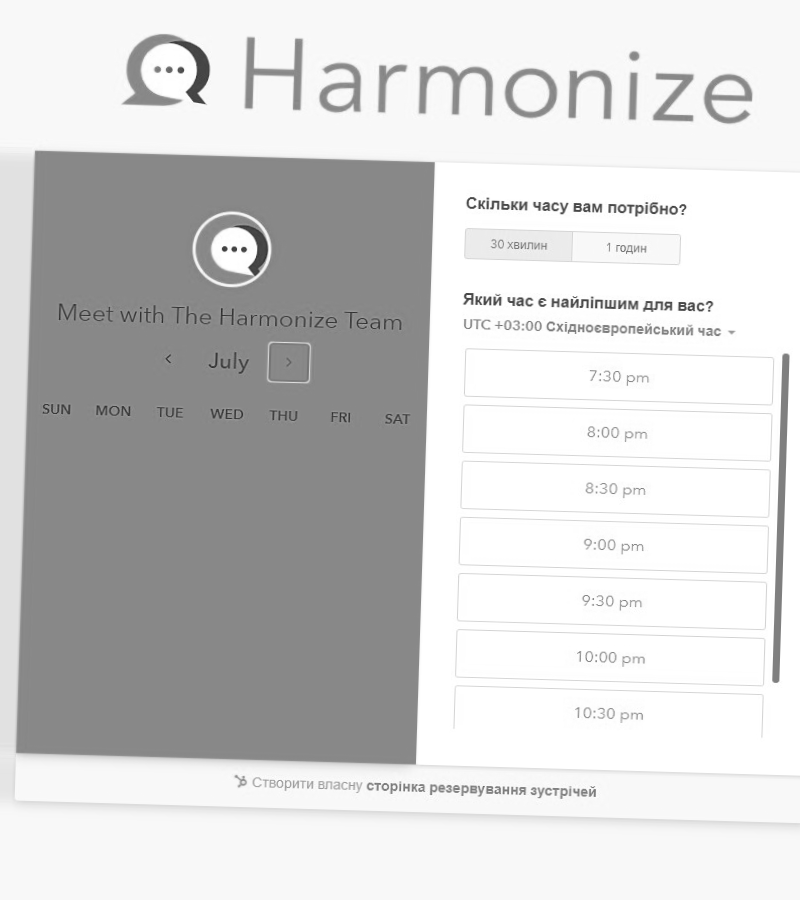 Harmonize
Meet with The Harmonize Team
July
SUN MON TUE WED THU FRI SAT
Скільки часу вам потрібно?
30 хвилин 1 годин
Який час є найліпшим для вас?
UTC +03:00 Східноєвропейський час
7:30 pm
8:00 pm
8:30 pm
9:00 pm
9:30 pm
10:00 pm
10:30 pm
Створити власну сторінка резервування зустрічей